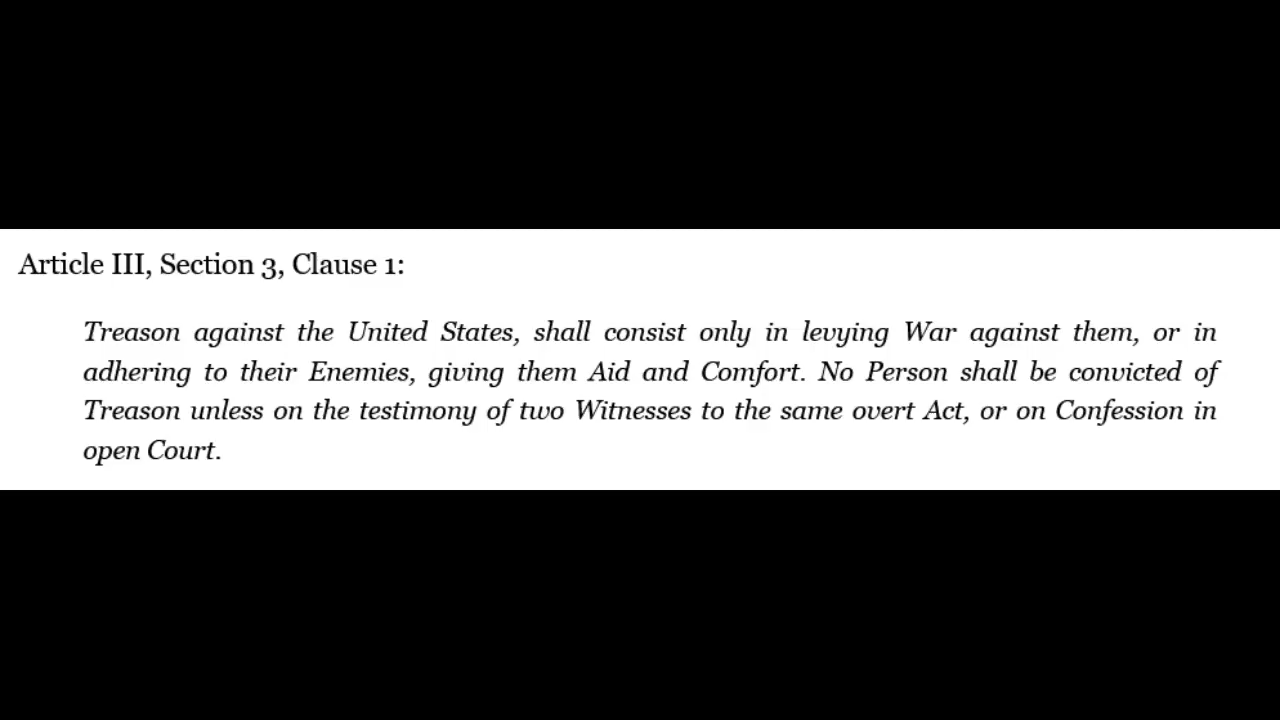 Article III, Section 3, Clause 1:
Treason against the United States, shall consist only in levying War against them, or in
adhering to their Enemies, giving them Aid and Comfort. No Person shall be convicted of
Treason unless on the testimony of two Witnesses to the same overt Act, or on Confession in
open Court.